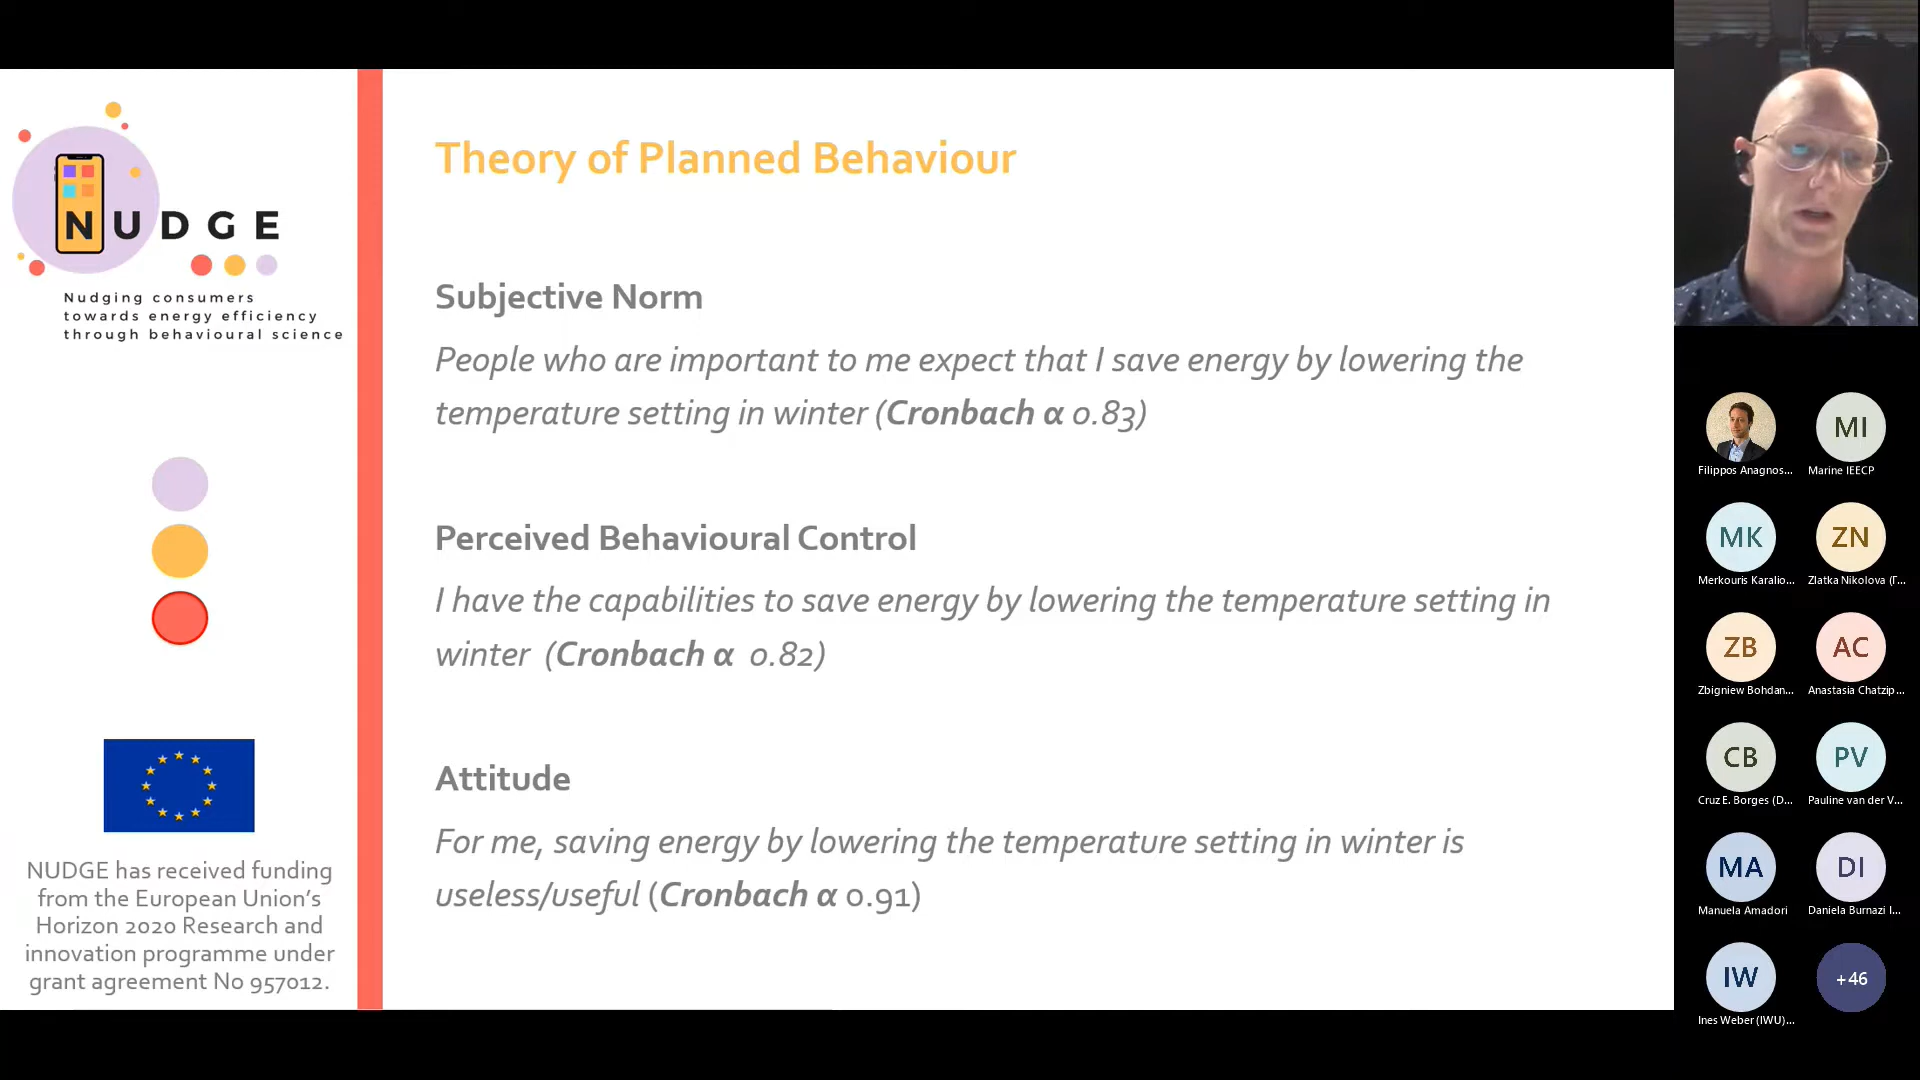 NUDGE
Nudging consumers
towards energy efficiency
through behavioural science
NUDGE has received funding
from the European Union’s
Horizon 2020 Research and
innovation programme under
grant agreement No 957012.
Theory of Planned Behaviour
Subjective Norm
People who are important to me expect that I save energy by lowering the
temperature setting in winter (Cronbach α 0.83)
Perceived Behavioural Control
I have the capabilities to save energy by lowering the temperature setting in
winter (Cronbach α 0.82)
Attitude
For me, saving energy by lowering the temperature setting in winter is
useless/useful (Cronbach α 0.91)
Filippos Anagnos...
MI
Marine IEECP
MK
Merkouris Karalio...
ZN
Zlatka Nikolova (Г...
ZB
Zbigniew Bohdan...
AC
Anastasia Chatzip...
CB
Cruz E. Borges (D...
PV
Pauline van der V...
MA
Manuela Amadori
DI
Daniela Burnazi I...
IW
Ines Weber (IWU)...
+46